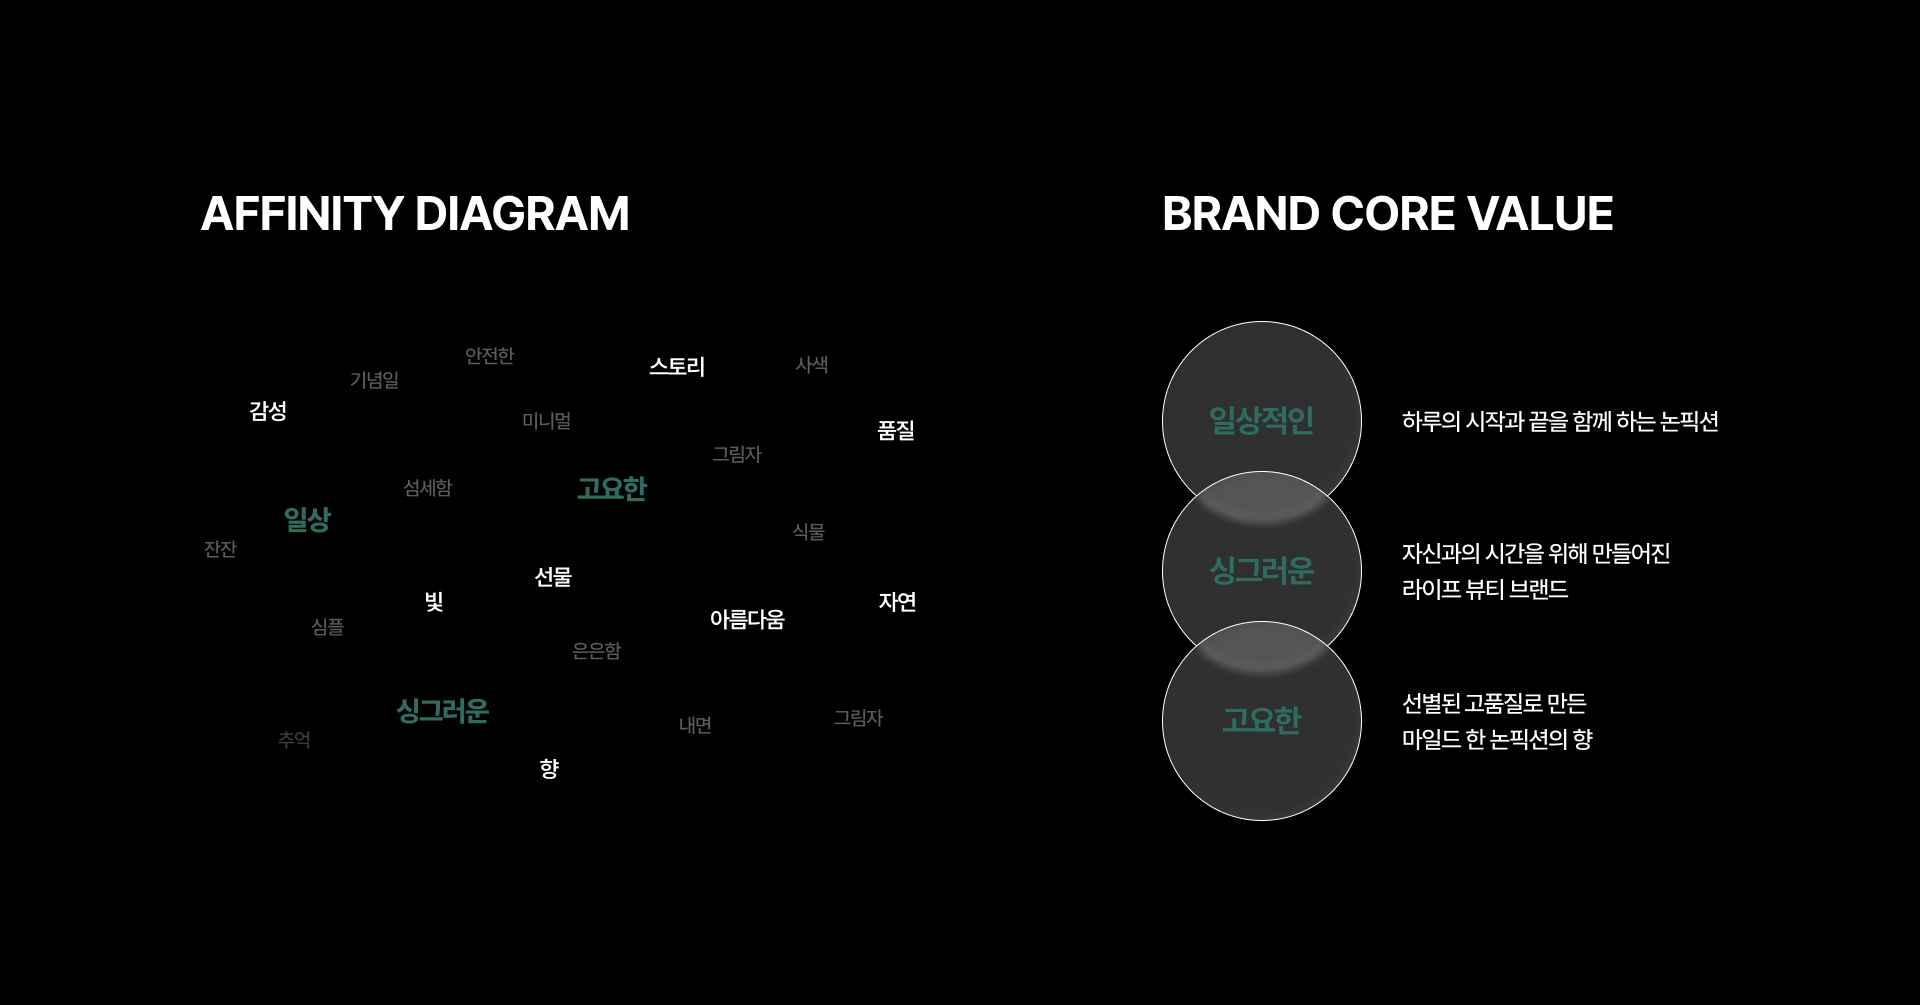 AFFINITY DIAGRAM
안전한
스토리
사색
기념일
감성
미니멀
품질
그림자
섬세함
고요한
일상
식물
잔잔
선물
빛
자연
아름다움
심플
은은함
싱그러운
그림자
내면
추억
향
BRAND CORE VALUE
일상적인
하루의 시작과 끝을 함께 하는 논픽션
싱그러운
자신과의 시간을 위해 만들어진
라이프 뷰티 브랜드
고요한
선별된 고품질로 만든
마일드 한 논픽션의 향